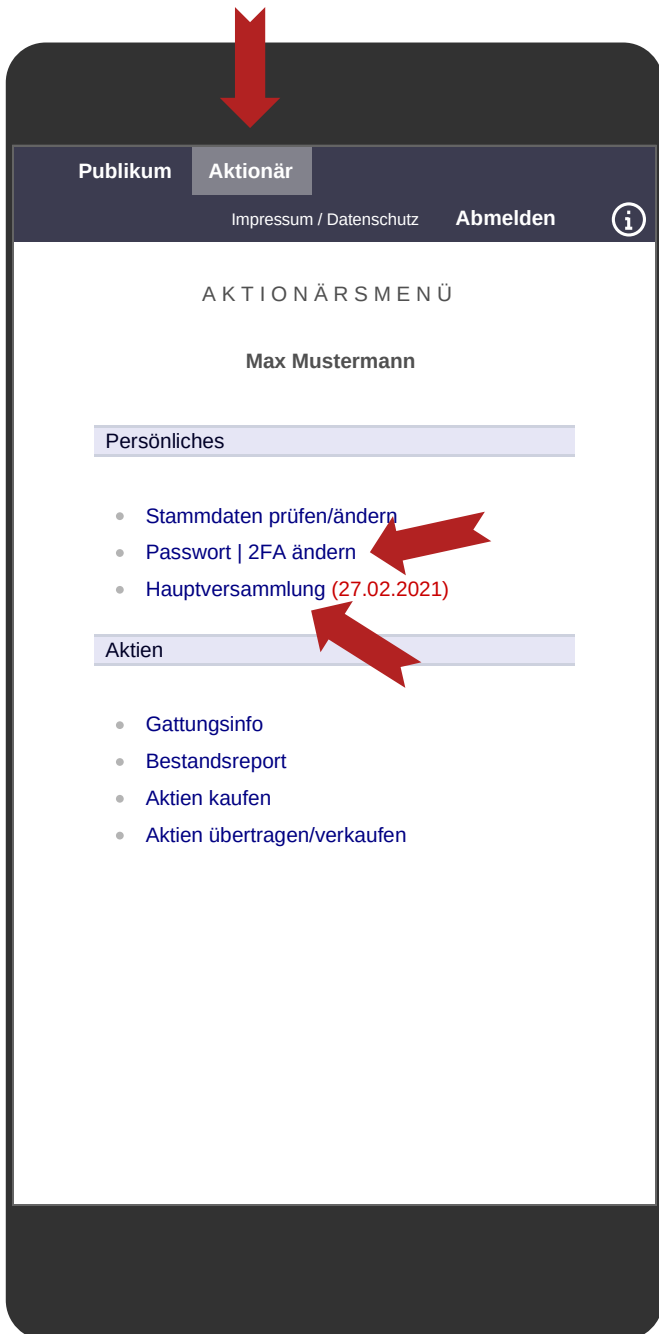 Publikum Aktionär
Impressum / Datenschutz Abmelden
AKTIONÄRSMENÜ
Max Mustermann
Persönliches
Stammdaten prüfen/ändern
Passwort | 2FA ändern
Hauptversammlung (27.02.2021)
Aktien
Gattungsinfo
Bestandsreport
Aktien kaufen
Aktien übertragen/verkaufen